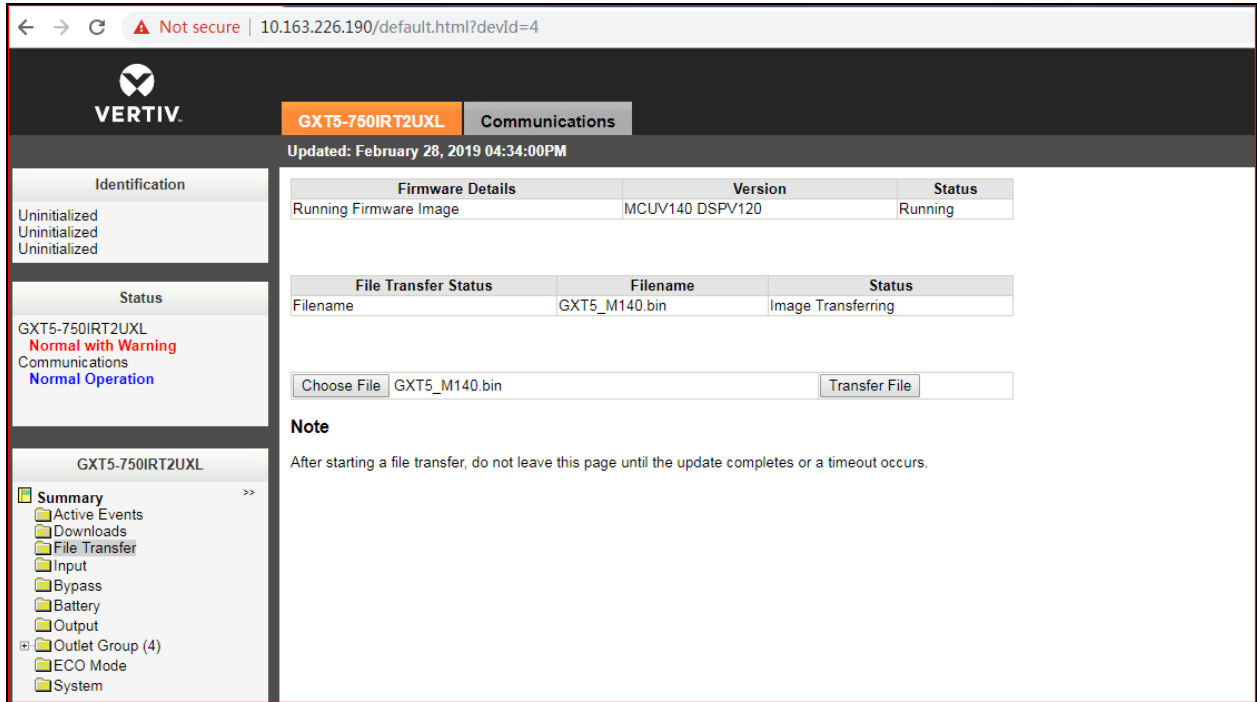 Not secure | 10.163.226.190/default.html?devId=4
VERTIV.
GXT5-750IRT2UXL Communications
Updated: February 28, 2019 04:34:00PM
Identification
Uninitialized
Uninitialized
Uninitialized
Status
GXT5-750IRT2UXL
Normal with Warning
Communications
Normal Operation
GXT5-750IRT2UXL
Summary >>
Active Events
Downloads
File Transfer
Input
Bypass
Battery
Output
Outlet Group (4)
ECO Mode
System
Firmware Details Version Status
Running Firmware Image MCUV140 DSPV120 Running
File Transfer Status Filename Status
Filename GXT5_M140.bin Image Transferring
Choose File GXT5_M140.bin Transfer File
Note
After starting a file transfer, do not leave this page until the update completes or a timeout occurs.